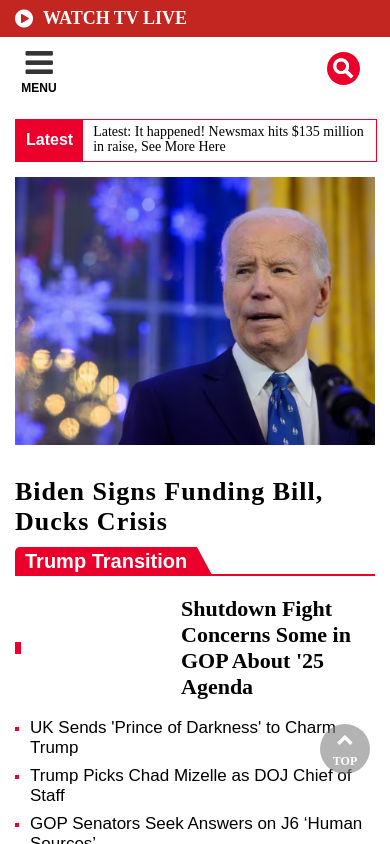 WATCH TV LIVE
MENU
Latest
Latest: It happened! Newsmax hits $135 million
in raise, See More Here
Biden Signs Funding Bill,
Ducks Crisis
Trump Transition
Shutdown Fight
Concerns Some in
GOP About '25
Agenda
UK Sends 'Prince of Darkness' to Charm
Trump
Trump Picks Chad Mizelle as DOJ Chief of
Staff
TOP
GOP Senators Seek Answers on J6 ‘Human
Sources’